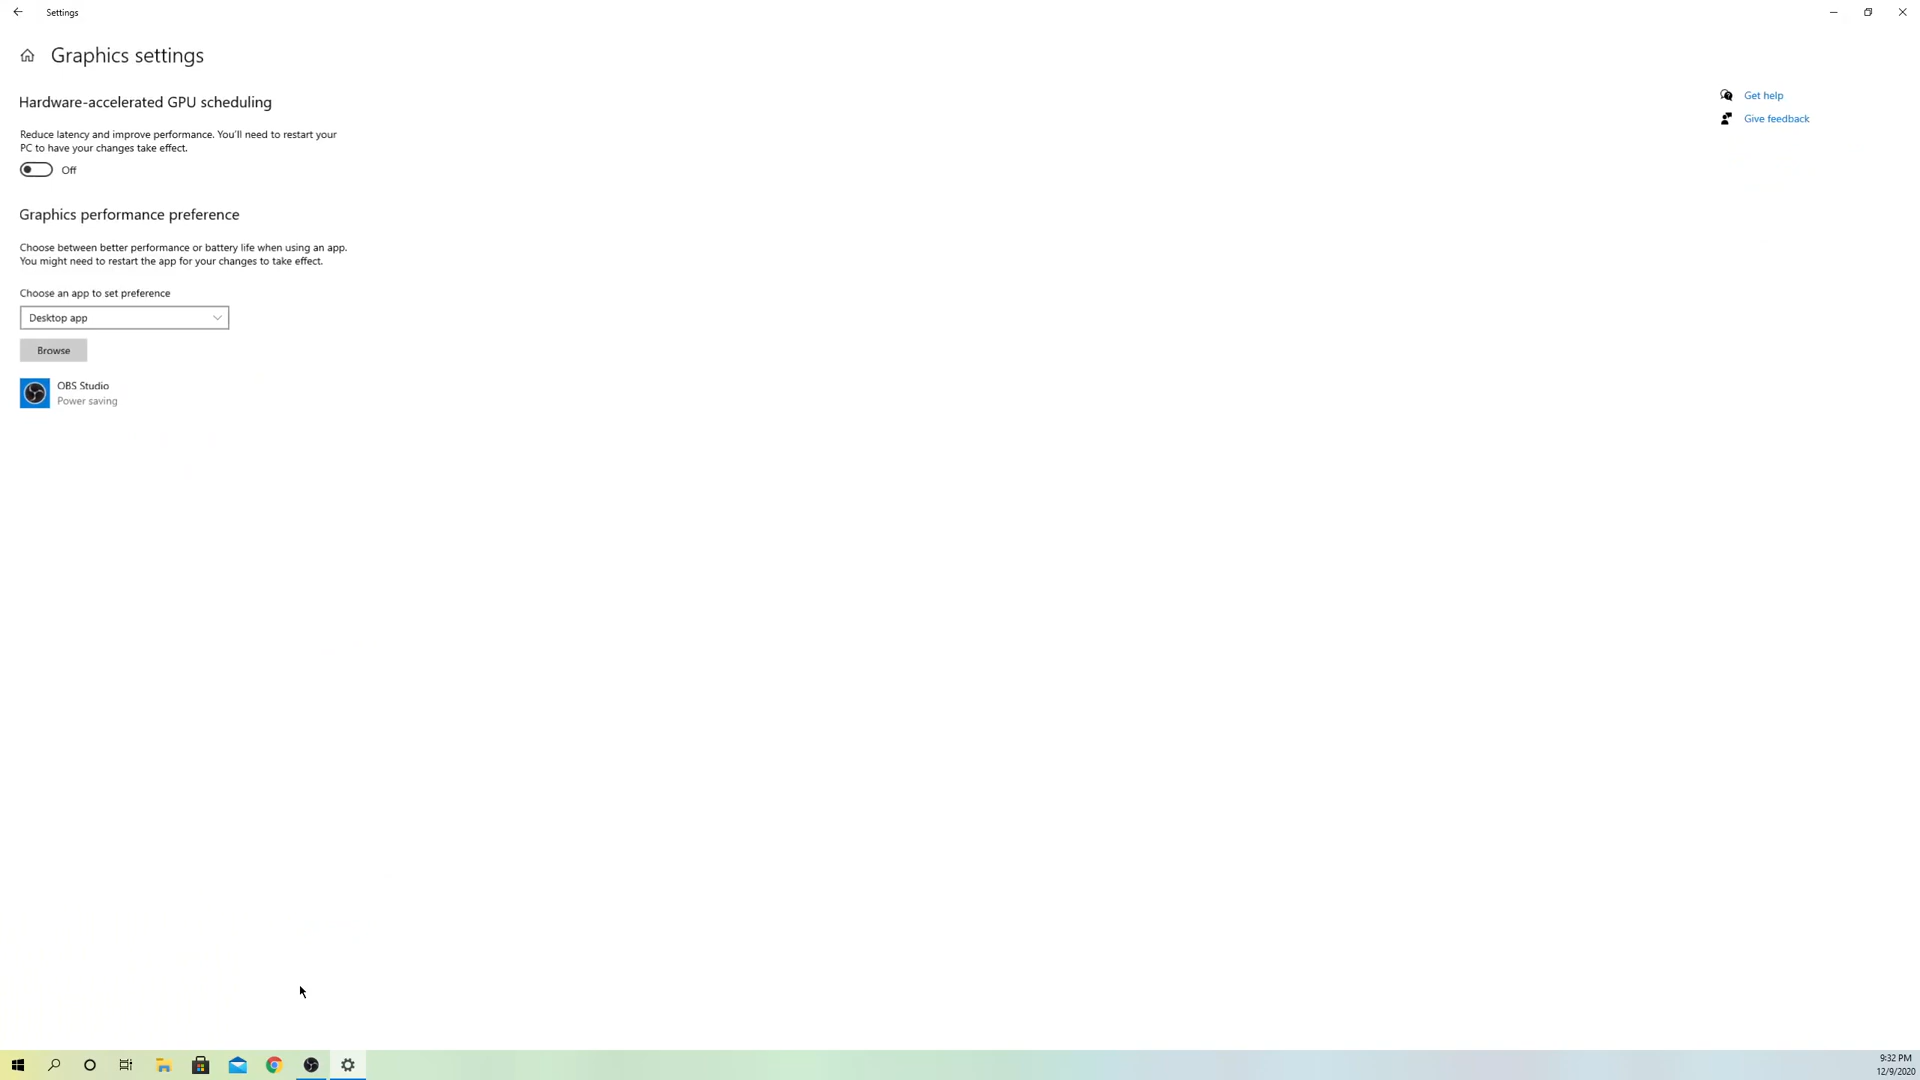 Settings
Graphics settings
Hardware-accelerated GPU scheduling
Reduce latency and improve performance. You'll need to restart your
PC to have your changes take effect.
Off
Graphics performance preference
Choose between better performance or battery life when using an app.
You might need to restart the app for your changes to take effect.
Choose an app to set preference
Desktop app
Browse
OBS Studio
Power saving
Get help
Give feedback
9:32 PM
12/9/2020